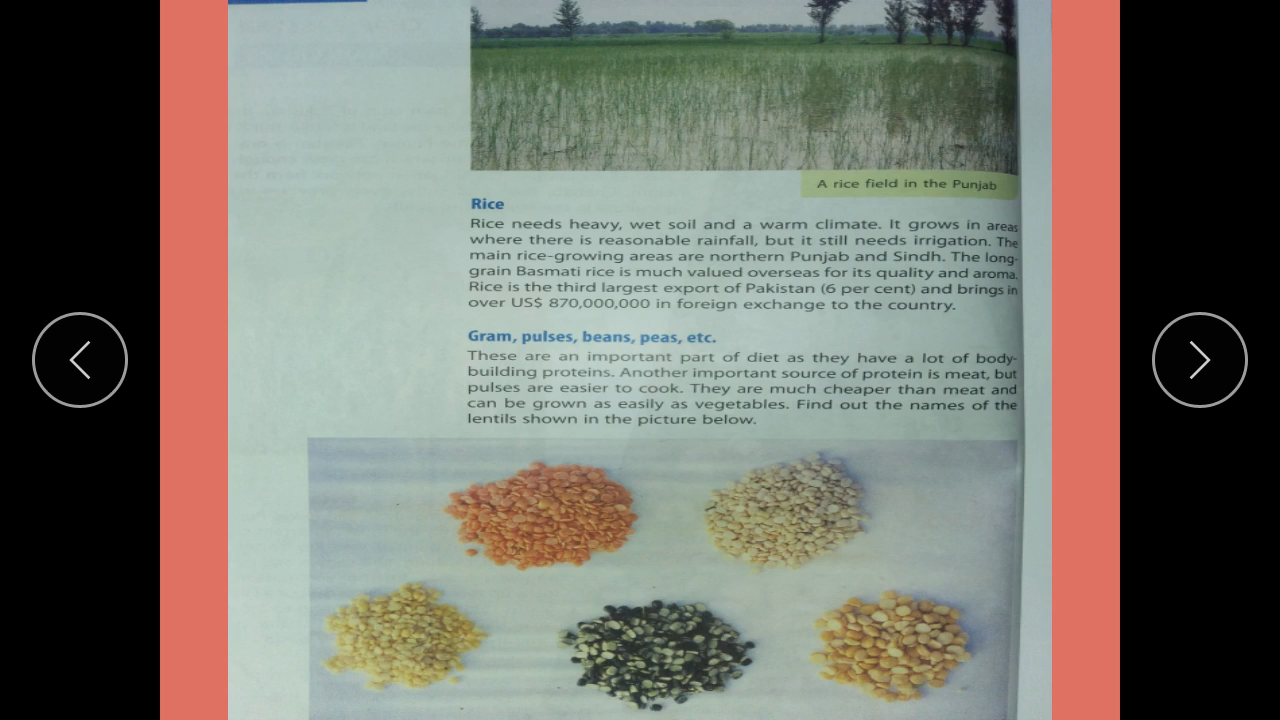 A rice field in the Punjab
Rice
Rice needs heavy, wet soil and a warm climate. It grows in areas
where there is reasonable rainfall, but it still needs irrigation. The
main rice-growing areas are northern Punjab and Sindh. The long-
grain Basmati rice is much valued overseas for its quality and aroma.
Rice is the third largest export of Pakistan (6 per cent) and brings in
over US$ 870,000,000 in foreign exchange to the country.
Gram, pulses, beans, peas, etc.
These are an important part of diet as they have a lot of body-
building proteins. Another important source of protein is meat, but
pulses are easier to cook. They are much cheaper than meat and
can be grown as easily as vegetables. Find out the names of the
lentils shown in the picture below.